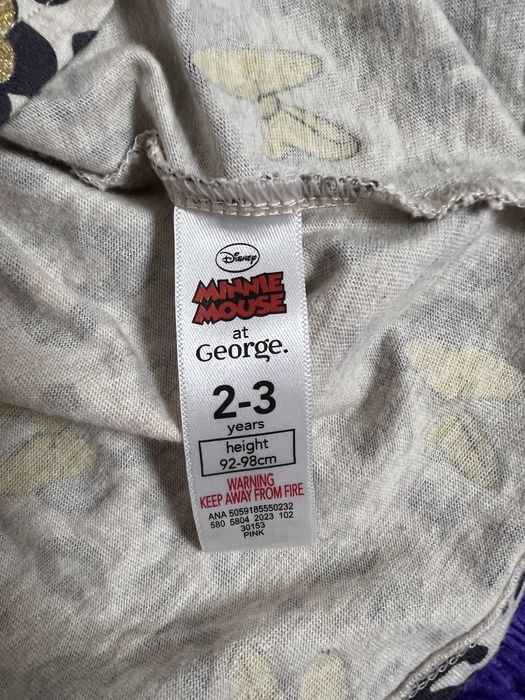 Disney
MINNIE
MOUSE
at
George.
2-3
years
height
92-98cm
WARNING
KEEP AWAY FROM FIRE
ANA 5059185550232
580 5804 2023 102
30153
PINK